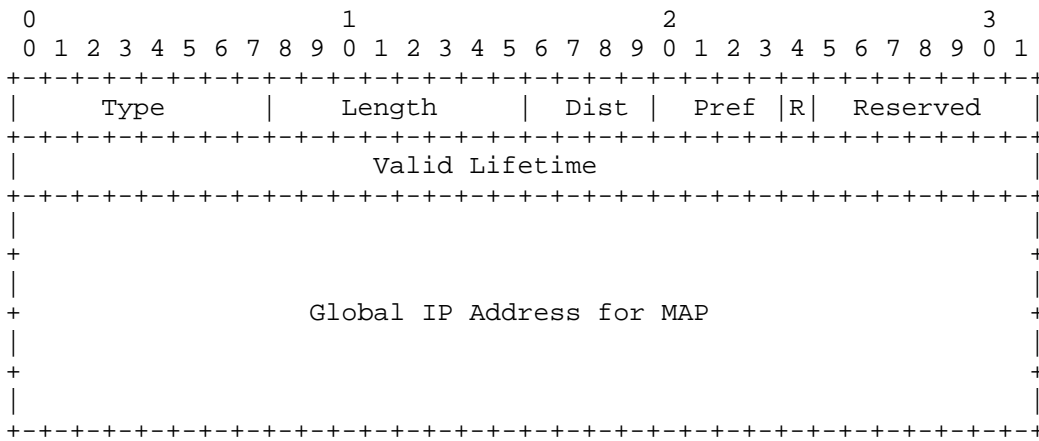 0                   1                   2                   3
 0 1 2 3 4 5 6 7 8 9 0 1 2 3 4 5 6 7 8 9 0 1 2 3 4 5 6 7 8 9 0 1
+-+-+-+-+-+-+-+-+-+-+-+-+-+-+-+-+-+-+-+-+-+-+-+-+-+-+-+-+-+-+-+-+
|     Type      |    Length     |  Dist |  Pref |R|  Reserved   |
+-+-+-+-+-+-+-+-+-+-+-+-+-+-+-+-+-+-+-+-+-+-+-+-+-+-+-+-+-+-+-+-+
|                      Valid Lifetime                           |
+-+-+-+-+-+-+-+-+-+-+-+-+-+-+-+-+-+-+-+-+-+-+-+-+-+-+-+-+-+-+-+-+
|                                                               |
+                                                               +
|                                                               |
+                  Global IP Address for MAP                    +
|                                                               |
+                                                               +
|                                                               |
+-+-+-+-+-+-+-+-+-+-+-+-+-+-+-+-+-+-+-+-+-+-+-+-+-+-+-+-+-+-+-+-+